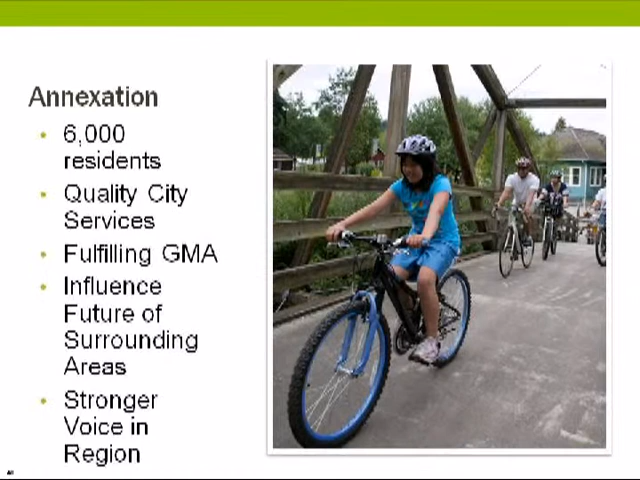 Annexation
• 6,000
residents
• Quality City
Services
• Fulfilling GMA
• Influence
Future of
Surrounding
Areas
• Stronger
Voice in
Region